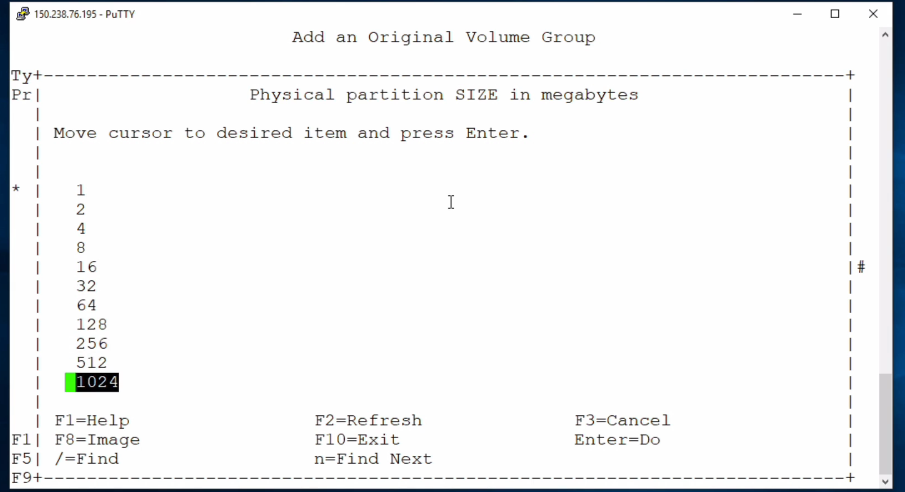 150.238.76.195 - PuTTY
Add an Original Volume Group
Ty+--------------------------------------------------------------------------+
Pr| Physical partition SIZE in megabytes |
| |
| Move cursor to desired item and press Enter. |
| |
| |
* | 1 |
| 2 |
| 4 |
| 8 |
| 16 |#
| 32 |
| 64 |
| 128 |
| 256 |
| 512 |
| 1024 |
| |
| F1=Help F2=Refresh F3=Cancel |
F1| F8=Image F10=Exit Enter=Do |
F5| /=Find n=Find Next |
F9+--------------------------------------------------------------------------+